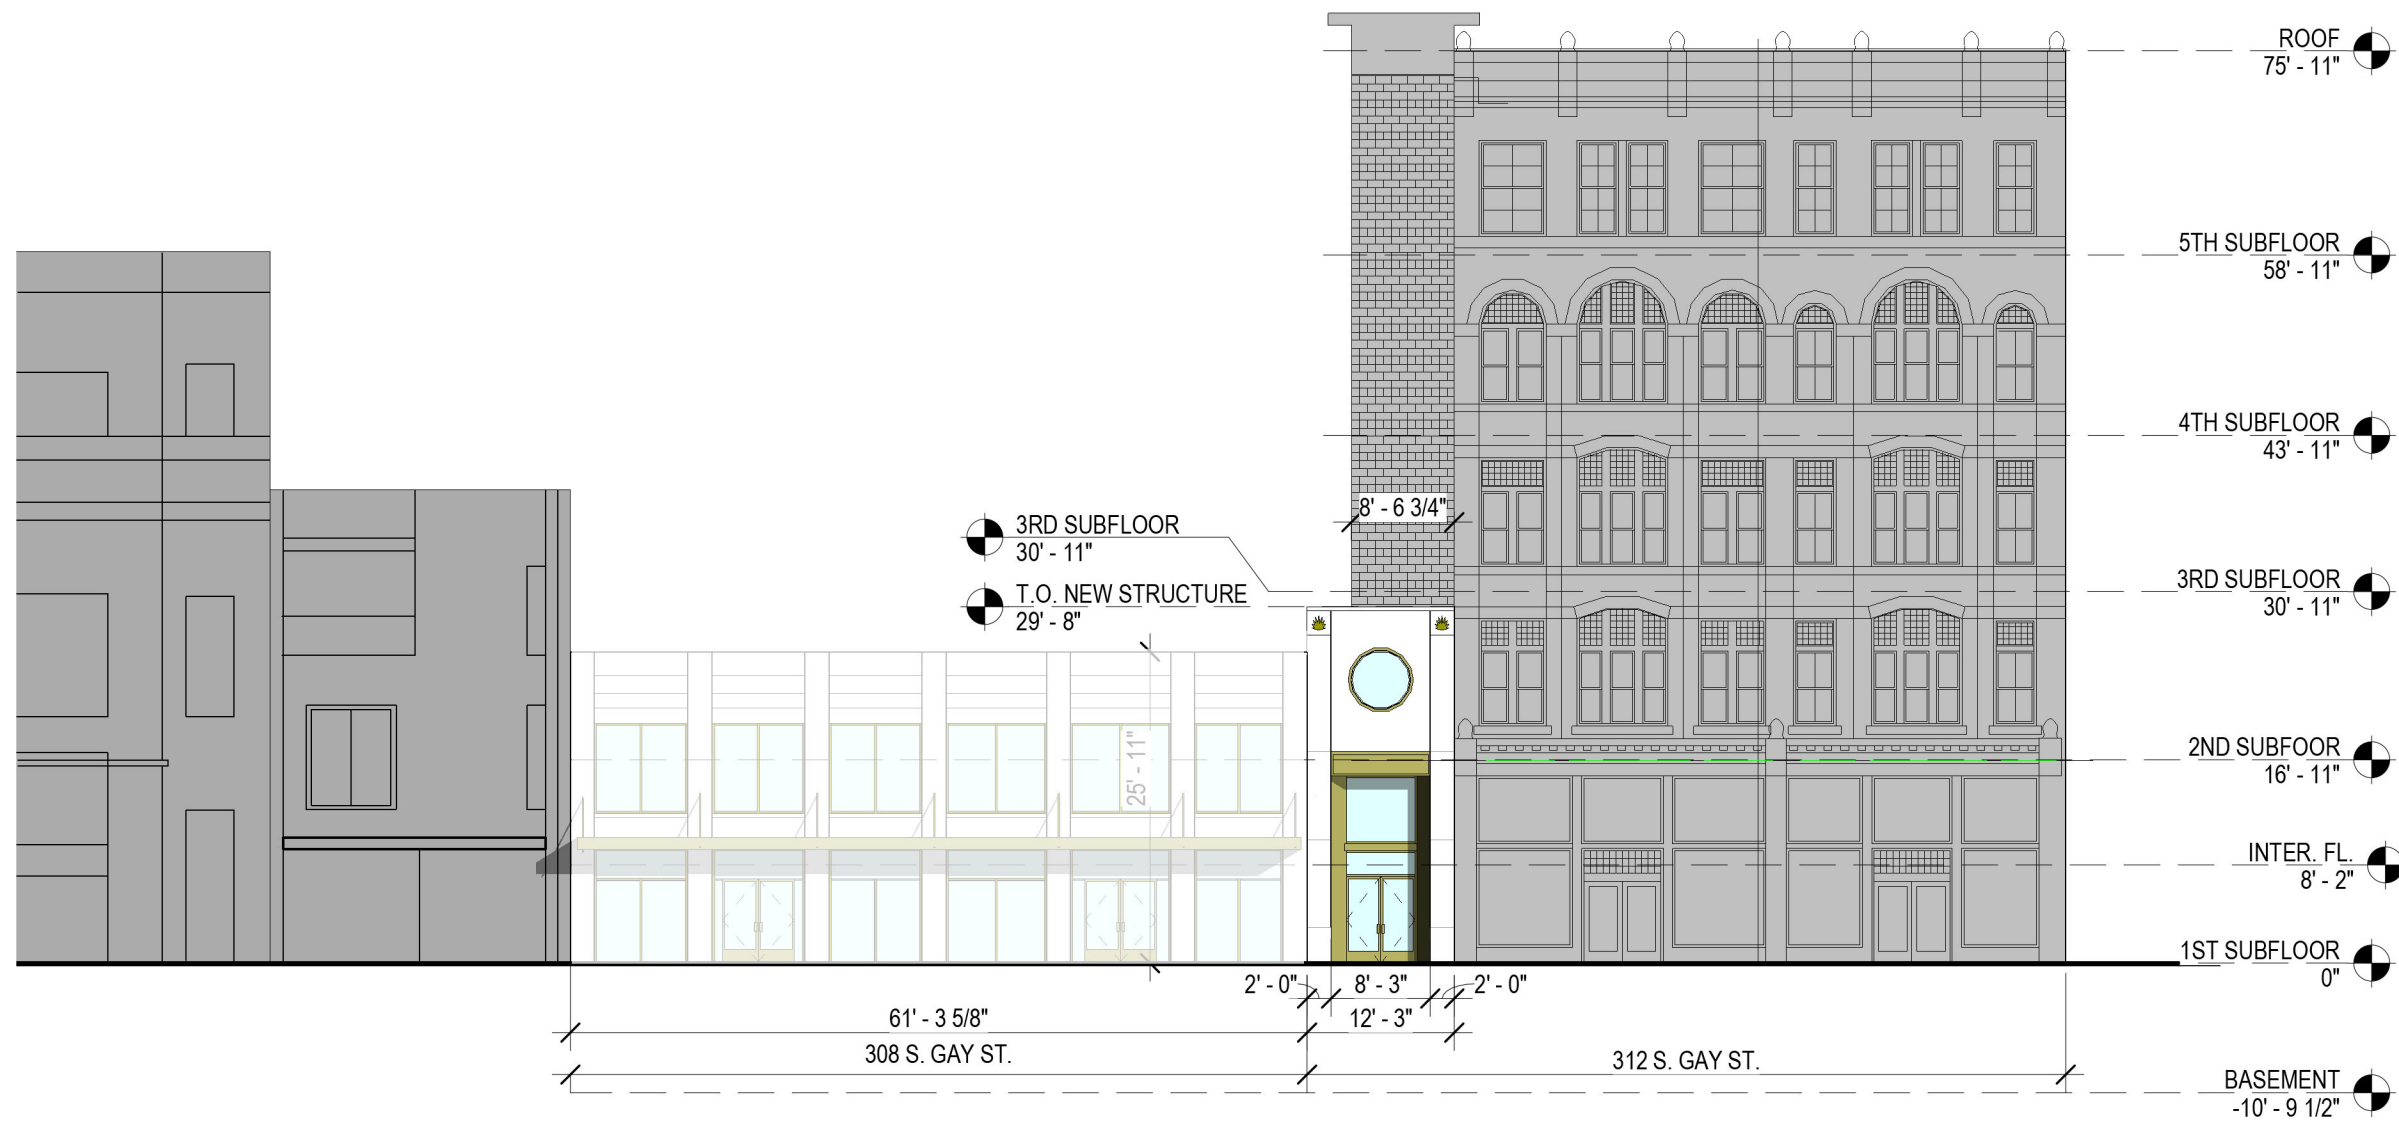 ROOF
75' - 11"
5TH SUBFLOOR
58' - 11"
4TH SUBFLOOR
43' - 11"
8' - 6 3/4"
3RD SUBFLOOR
30' - 11"
T.O. NEW STRUCTURE
29' - 8"
3RD SUBFLOOR
30' - 11"
25' - 11"
2ND SUBFOOR
16' - 11"
INTER. FL.
8' - 2"
1ST SUBFLOOR
0"
2' - 0"
8' - 3"
2' - 0"
61' - 3 5/8"
12' - 3"
308 S. GAY ST.
312 S. GAY ST.
BASEMENT
-10' - 9 1/2"